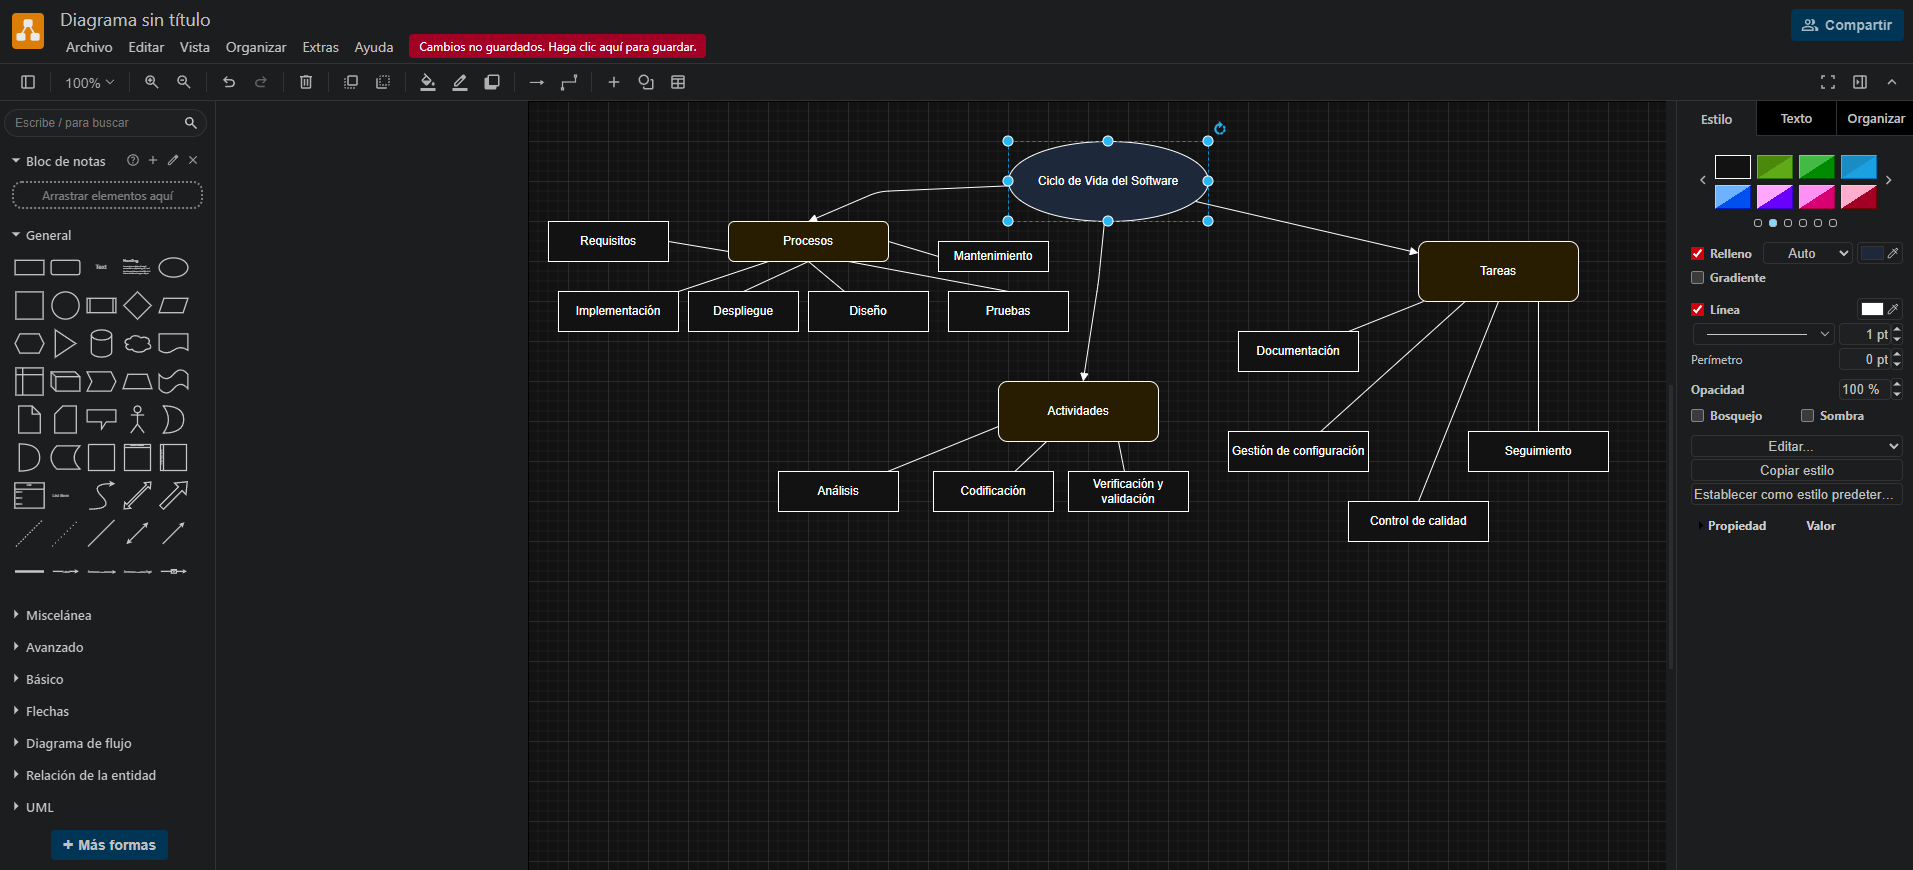 Diagrama sin título
Archivo Editar Vista Organizar Extras Ayuda
Cambios no guardados. Haga clic aquí para guardar.
Compartir
100%
Escribe / para buscar
Bloc de notas
Arrastrar elementos aquí
General
Text
Heading
List Item
Miscelánea
Avanzado
Básico
Flechas
Diagrama de flujo
Relación de la entidad
UML
+ Más formas
Ciclo de Vida del Software
Procesos
Requisitos
Mantenimiento
Implementación
Despliegue
Diseño
Pruebas
Tareas
Documentación
Actividades
Gestión de configuración
Seguimiento
Análisis
Codificación
Verificación y
validación
Control de calidad
Estilo Texto Organizar
Relleno Auto
Gradiente
Línea
1 pt
Perímetro 0 pt
Opacidad 100 %
Bosquejo Sombra
Editar...
Copiar estilo
Establecer como estilo predeter...
Propiedad Valor